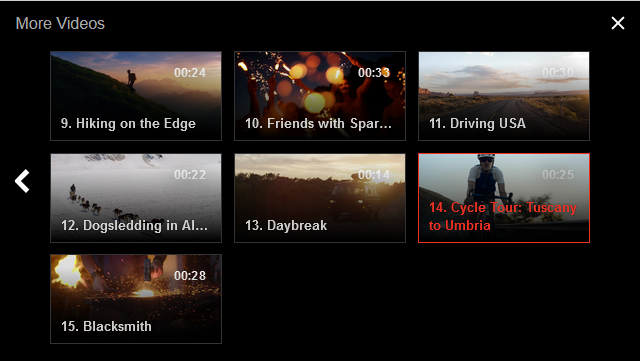 More Videos
00:24
9. Hiking on the Edge
00:33
10. Friends with Spar...
00:30
11. Driving USA
00:22
12. Dogsledding in Al...
00:14
13. Daybreak
00:25
14. Cycle Tour: Tuscany
to Umbria
00:28
15. Blacksmith